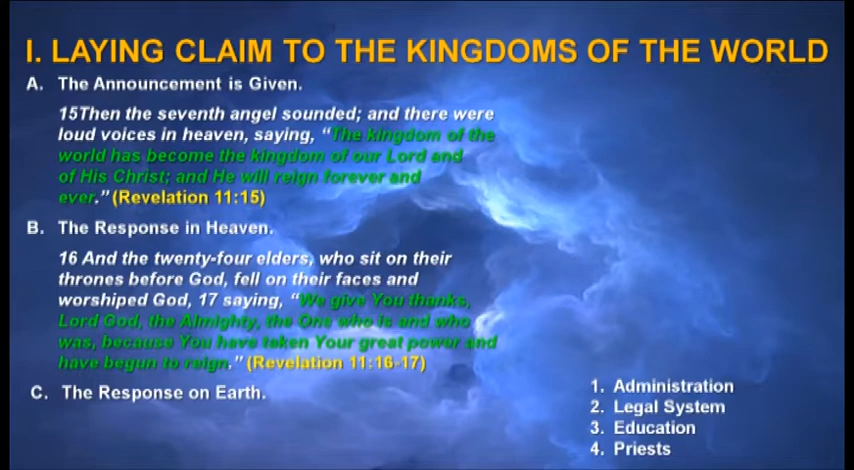 I. LAYING CLAIM TO THE KINGDOMS OF THE WORLD
A. The Announcement is Given.
15Then the seventh angel sounded; and there were
loud voices in heaven, saying, “The kingdom of the
world has become the kingdom of our Lord and
of His Christ; and He will reign forever and
ever.” (Revelation 11:15)
B. The Response in Heaven.
16 And the twenty-four elders, who sit on their
thrones before God, fell on their faces and
worshiped God, 17 saying, “We give You thanks,
Lord God, the Almighty, the One who is and who
was, because You have taken Your great power and
have begun to reign.” (Revelation 11:16-17)
C. The Response on Earth.
1. Administration
2. Legal System
3. Education
4. Priests